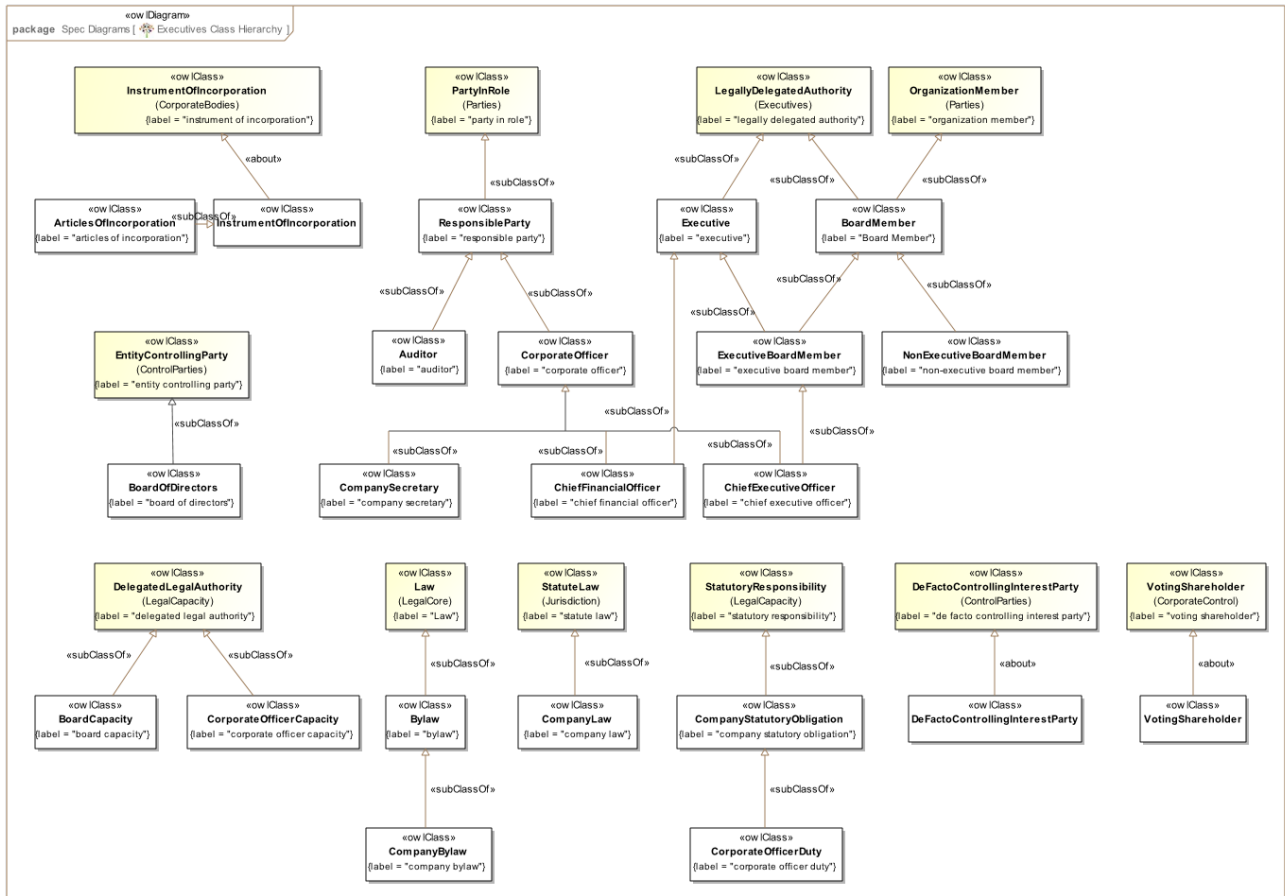 «owlDiagram»
package Spec Diagrams [ Executives Class Hierarchy ]
«owlClass»
InstrumentOfIncorporation
(CorporateBodies)
{label = "instrument of incorporation"}
«owlClass»
PartyInRole
(Parties)
{label = "party in role"}
«owlClass»
LegallyDelegatedAuthority
(Executives)
{label = "legally delegated authority"}
«owlClass»
OrganizationMember
(Parties)
{label = "organization member"}
«about»
«subClassOf»
«subClassOf»
«subClassOf»
«subClassOf»
«owlClass»
ArticlesOfIncorporation
{label = "articles of incorporation"}
«subClassOf»
«owlClass»
InstrumentOfIncorporation
«owlClass»
ResponsibleParty
{label = "responsible party"}
«owlClass»
Executive
{label = "executive"}
«owlClass»
BoardMember
{label = "Board Member"}
«subClassOf»
«subClassOf»
«subClassOf»
«subClassOf»
«subClassOf»
«owlClass»
EntityControllingParty
(ControlParties)
{label = "entity controlling party"}
«owlClass»
Auditor
{label = "auditor"}
«owlClass»
CorporateOfficer
{label = "corporate officer"}
«owlClass»
ExecutiveBoardMember
{label = "executive board member"}
«owlClass»
NonExecutiveBoardMember
{label = "non-executive board member"}
«subClassOf»
«subClassOf»
«subClassOf»
«subClassOf»
«subClassOf»
«subClassOf»
«owlClass»
BoardOfDirectors
{label = "board of directors"}
«owlClass»
CompanySecretary
{label = "company secretary"}
«owlClass»
ChiefFinancialOfficer
{label = "chief financial officer"}
«owlClass»
ChiefExecutiveOfficer
{label = "chief executive officer"}
«owlClass»
DelegatedLegalAuthority
(LegalCapacity)
{label = "delegated legal authority"}
«owlClass»
Law
(LegalCore)
{label = "Law"}
«owlClass»
StatuteLaw
(Jurisdiction)
{label = "statute law"}
«owlClass»
StatutoryResponsibility
(LegalCapacity)
{label = "statutory responsibility"}
«owlClass»
DeFactoControllingInterestParty
(ControlParties)
{label = "de facto controlling interest party"}
«owlClass»
VotingShareholder
(CorporateControl)
{label = "voting shareholder"}
«subClassOf»
«subClassOf»
«subClassOf»
«subClassOf»
«subClassOf»
«about»
«about»
«owlClass»
BoardCapacity
{label = "board capacity"}
«owlClass»
CorporateOfficerCapacity
{label = "corporate officer capacity"}
«owlClass»
Bylaw
{label = "bylaw"}
«owlClass»
CompanyLaw
{label = "company law"}
«owlClass»
CompanyStatutoryObligation
{label = "company statutory obligation"}
«owlClass»
DeFactoControllingInterestParty
«owlClass»
VotingShareholder
«subClassOf»
«subClassOf»
«owlClass»
CompanyBylaw
{label = "company bylaw"}
«owlClass»
CorporateOfficerDuty
{label = "corporate officer duty"}